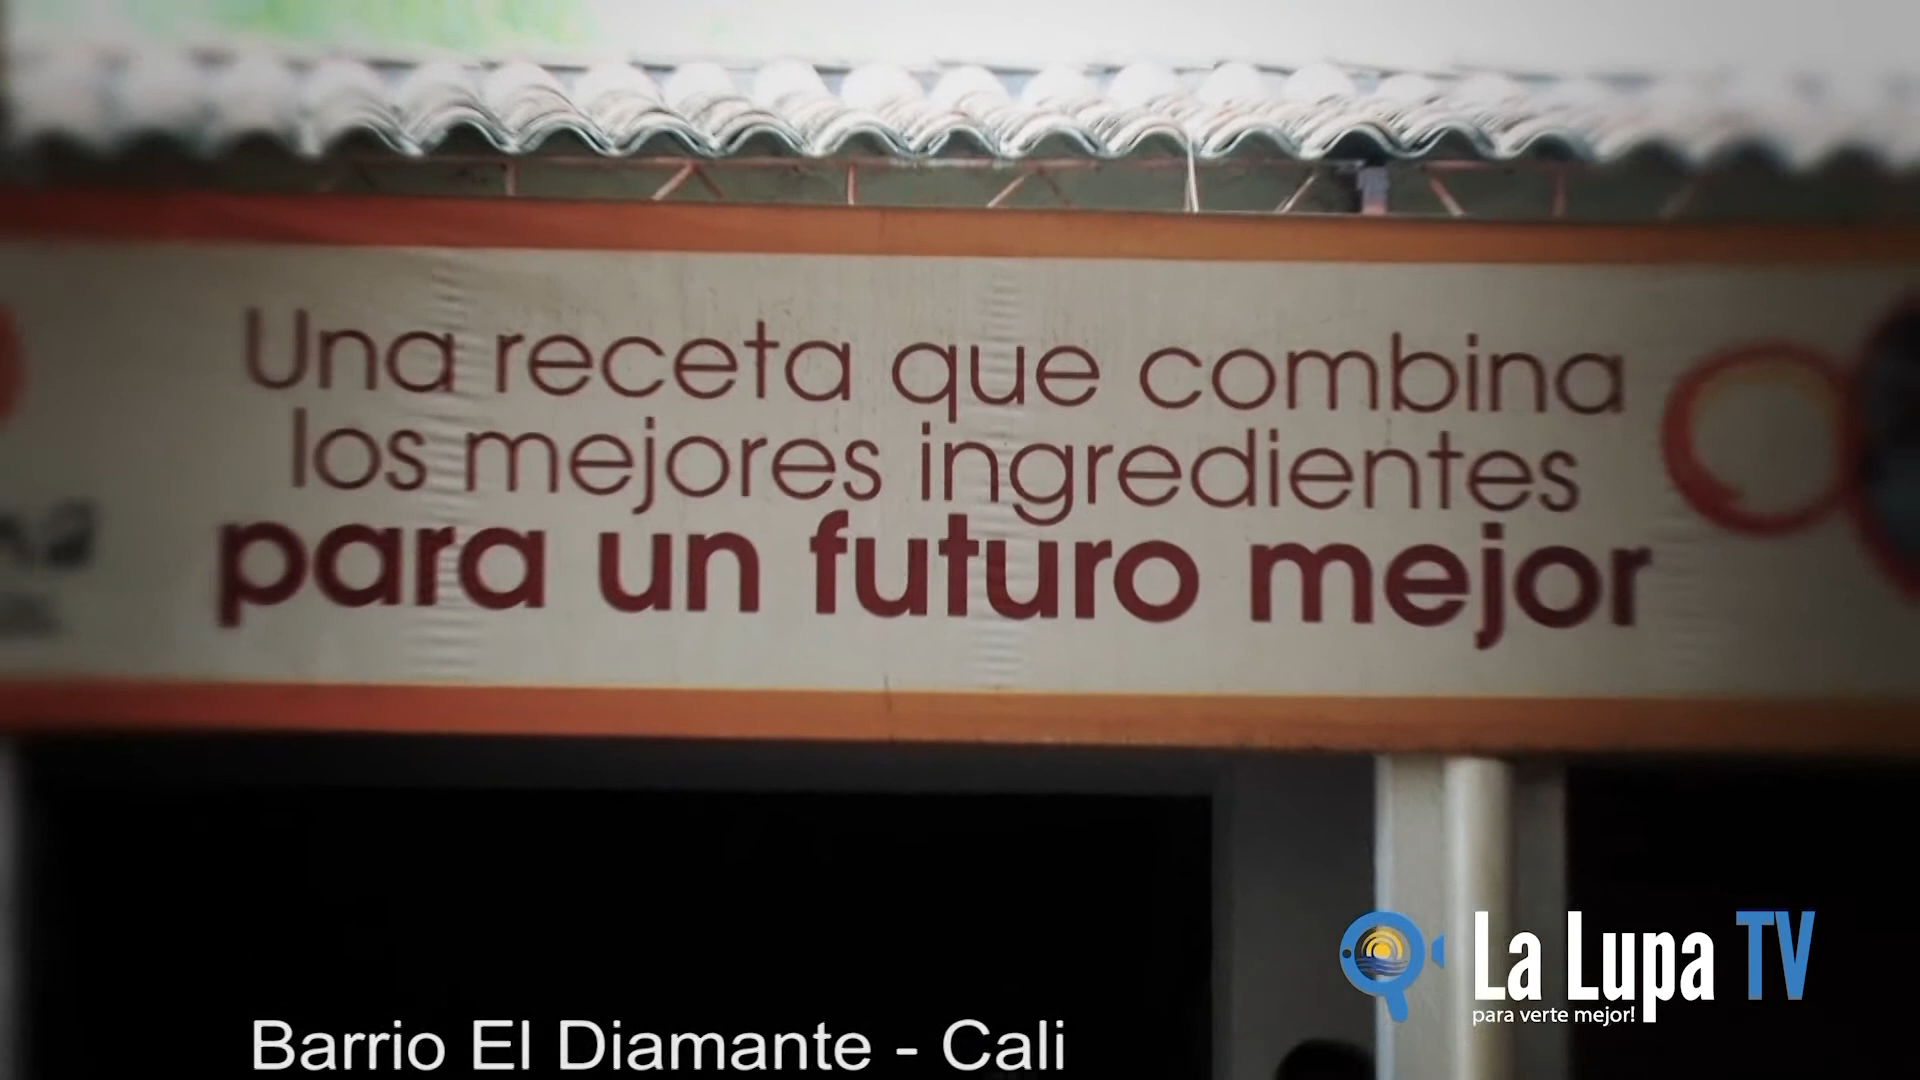 Una receta que combina
los mejores ingredientes
para un futuro mejor
La Lupa TV
para verte mejor!
Barrio El Diamante - Cali